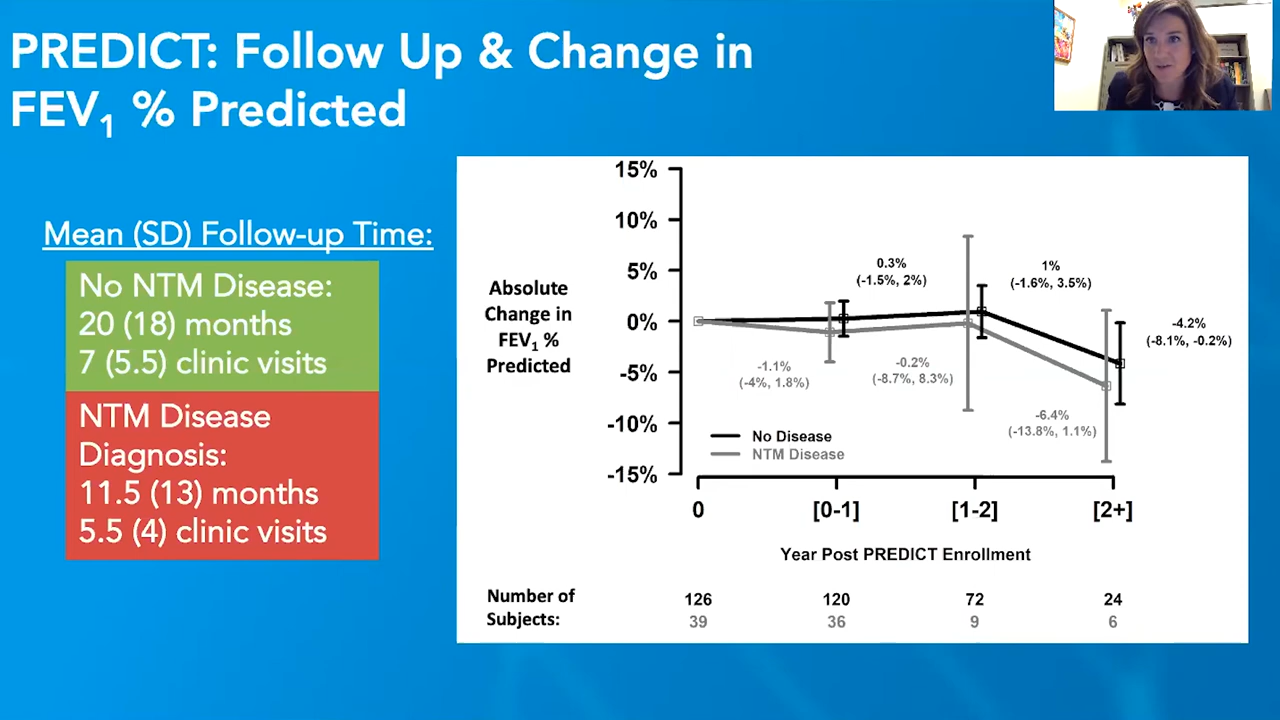 PREDICT: Follow Up & Change in
FEV₁ % Predicted
Mean (SD) Follow-up Time:
No NTM Disease:
20 (18) months
7 (5.5) clinic visits
NTM Disease
Diagnosis:
11.5 (13) months
5.5 (4) clinic visits
Absolute
Change in
FEV₁ %
Predicted
15%
10%
5%
0%
-5%
-10%
-15%
0.3%
(-1.5%, 2%)
1%
(-1.6%, 3.5%)
-4.2%
(-8.1%, -0.2%)
-1.1%
(-4%, 1.8%)
-0.2%
(-8.7%, 8.3%)
-6.4%
(-13.8%, 1.1%)
No Disease
NTM Disease
0 [0-1] [1-2] [2+]
Year Post PREDICT Enrollment
Number of
Subjects:
126 120 72 24
39 36 9 6